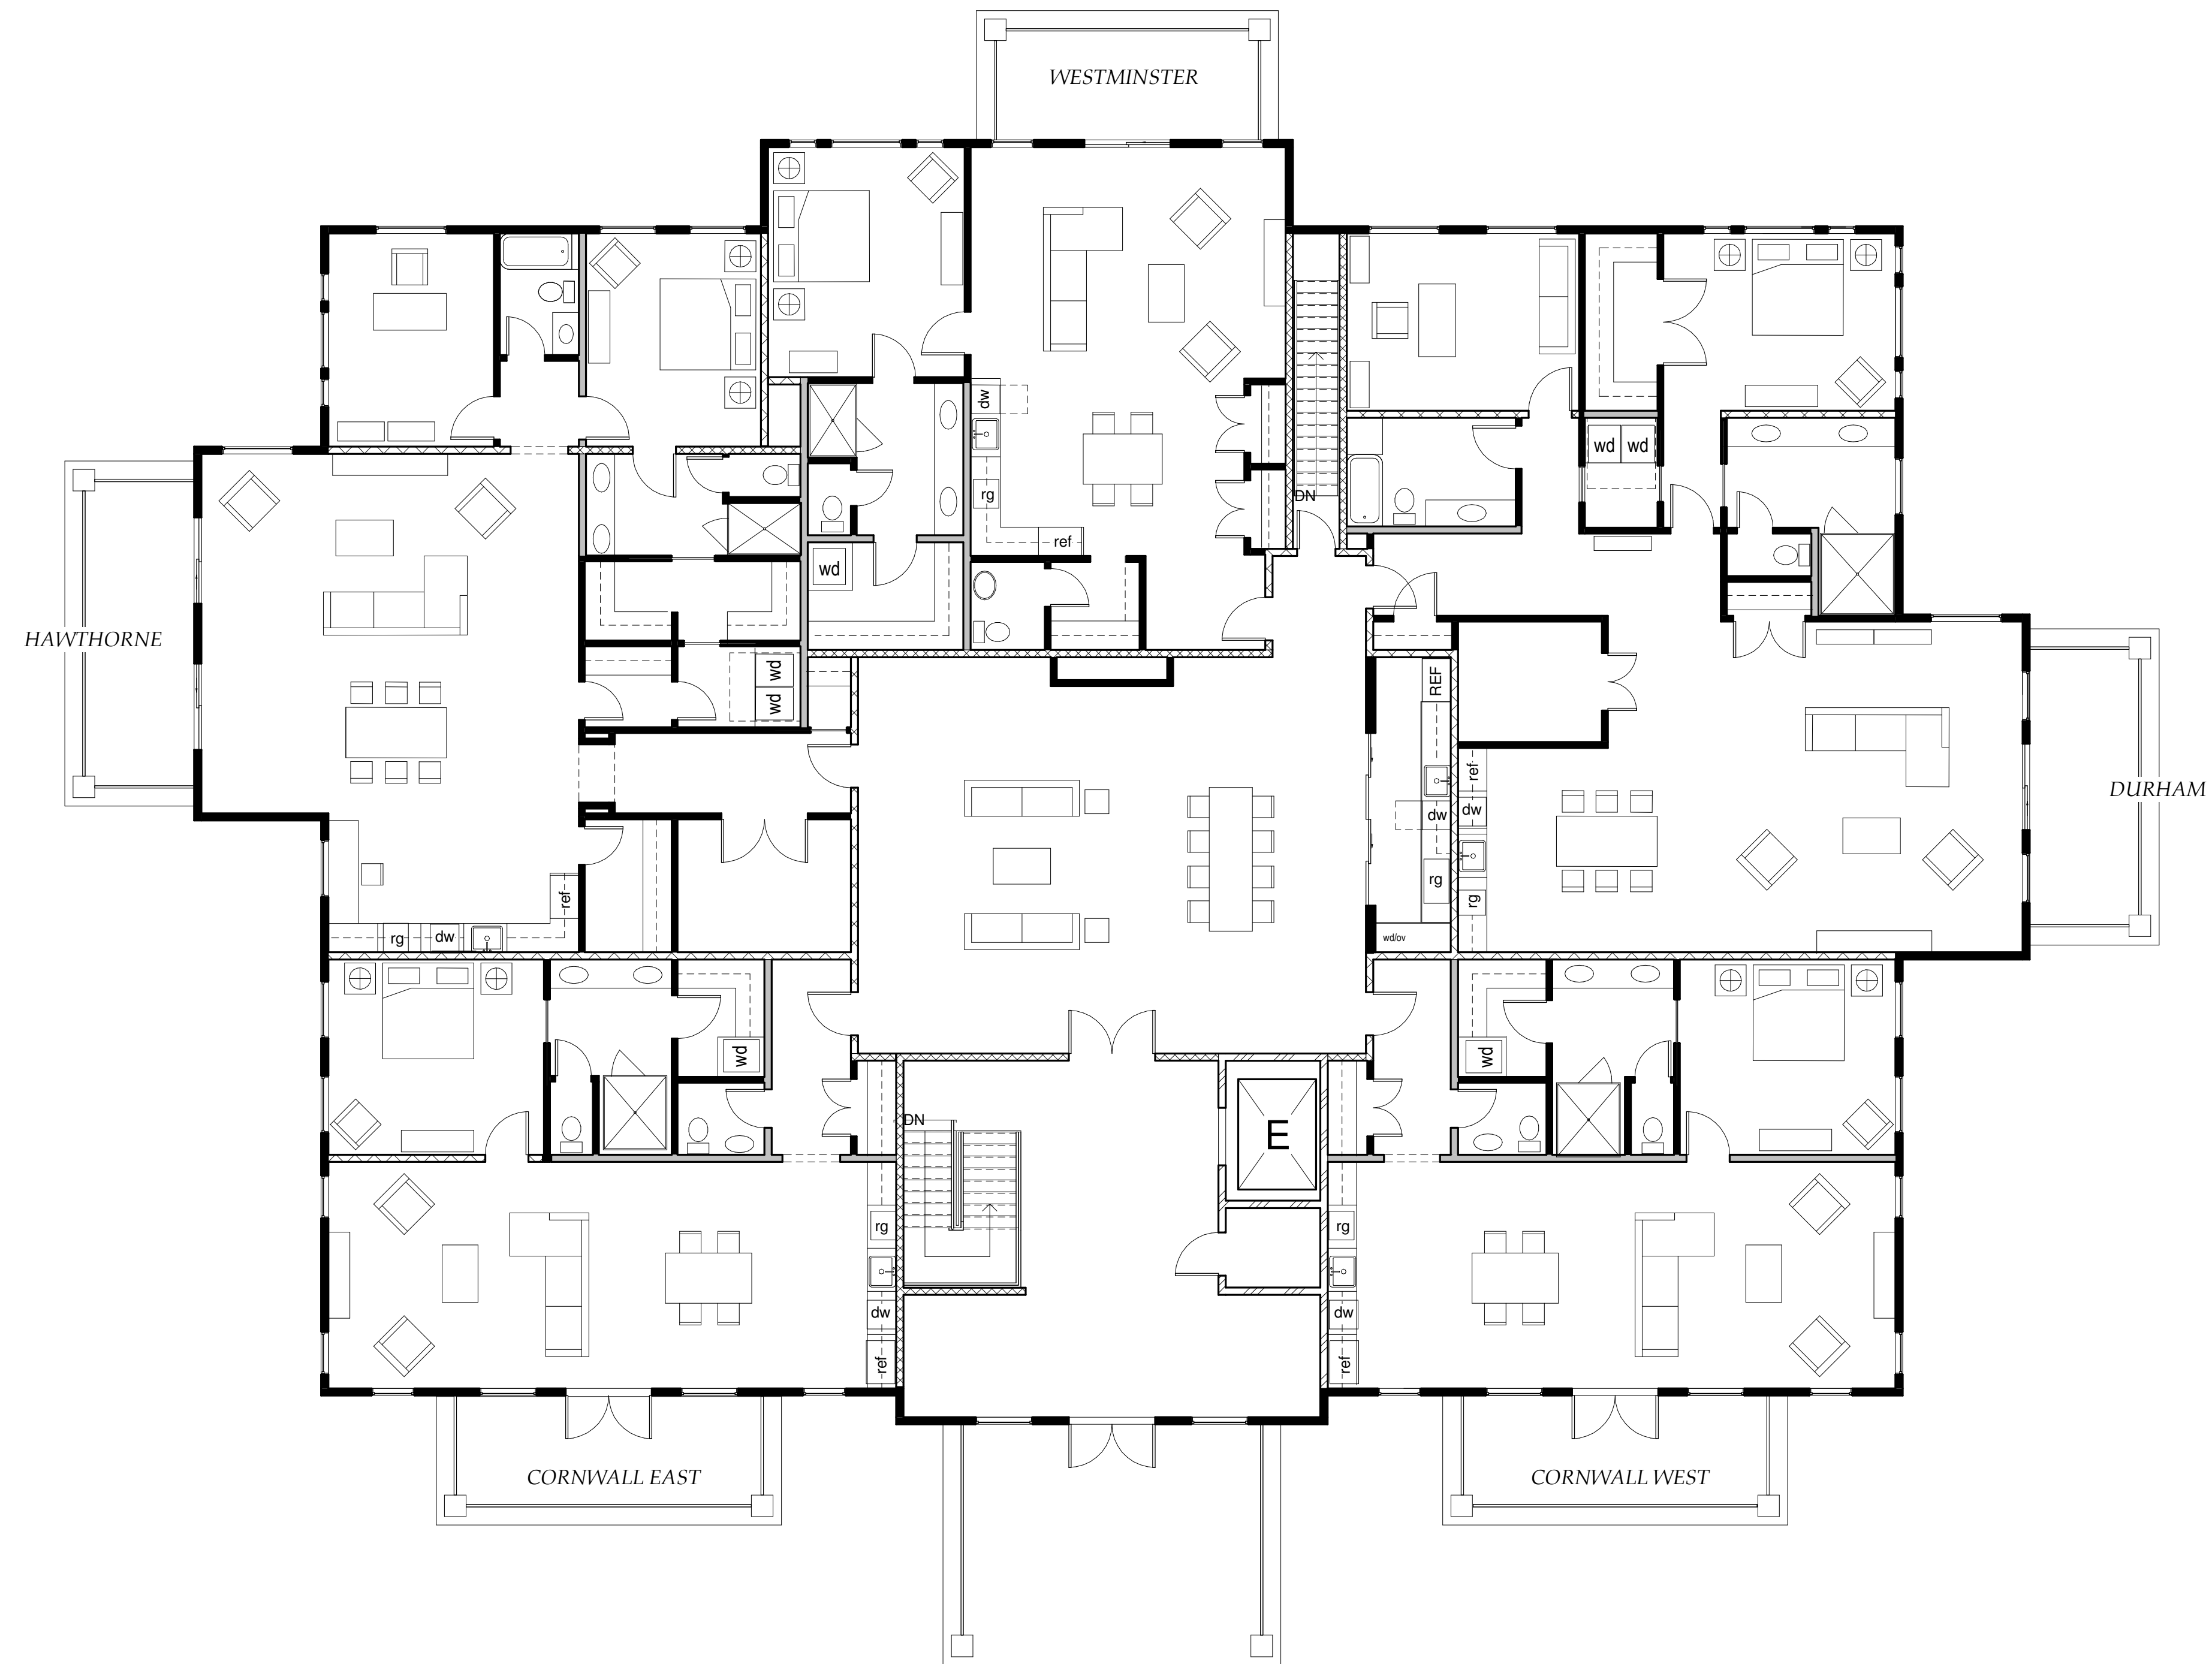 WESTMINSTER
dw
rg
ref
DN
wd wd
wd
HAWTHORNE
wd
wd
REF
ref
dw
dw
rg
rg
wd/ov
DURHAM
ref
rg
dw
wd
wd
DN
E
rg
rg
dw
dw
ref
ref
CORNWALL EAST
CORNWALL WEST